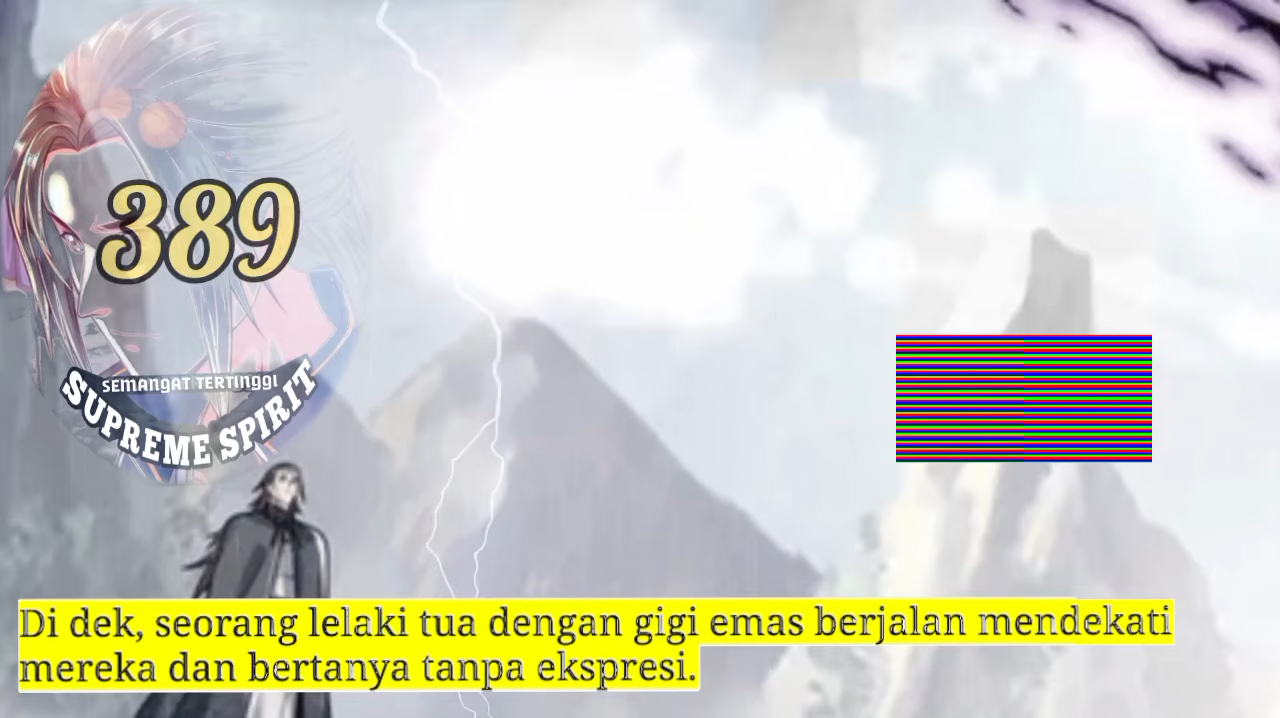 389
SEMANGAT TERTINGGI
SUPREME SPIRIT
Di dek, seorang lelaki tua dengan gigi emas berjalan mendekati
mereka dan bertanya tanpa ekspresi.